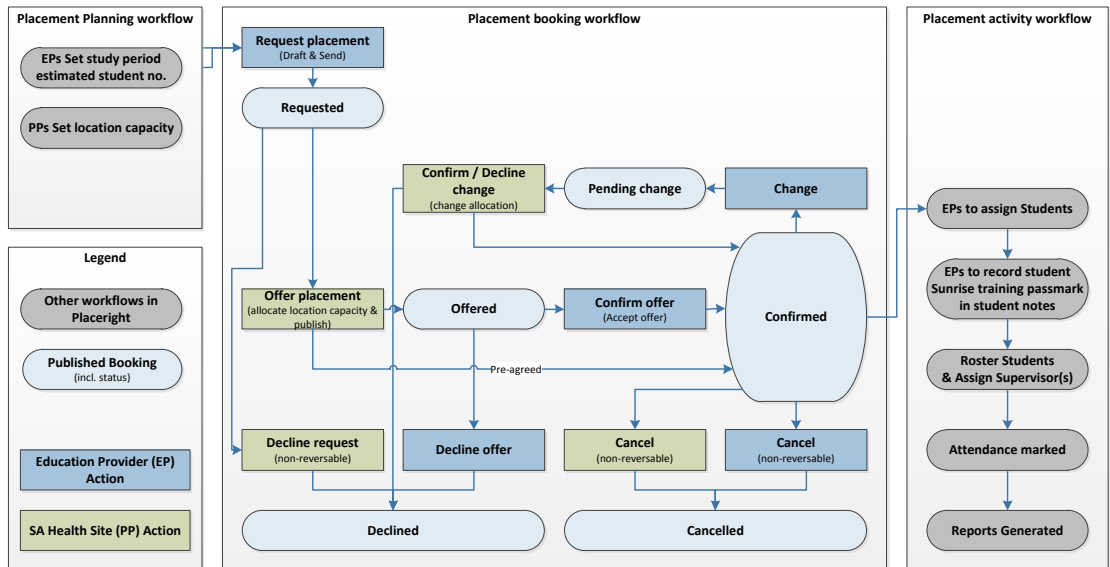 Placement Planning workflow
EPs Set study period
estimated student no.
PPs Set location capacity
Legend
Other workflows in
Placeright
Published Booking
(incl. status)
Education Provider (EP)
Action
SA Health Site (PP) Action
Placement booking workflow
Request placement
(Draft & Send)
Requested
Confirm / Decline
change
(change allocation)
Pending change
Change
Offer placement
(allocate location capacity &
publish)
Offered
Confirm offer
(Accept offer)
Confirmed
Pre-agreed
Decline request
(non-reversable)
Decline offer
Cancel
(non-reversable)
Cancel
(non-reversable)
Declined
Cancelled
Placement activity workflow
EPs to assign Students
EPs to record student
Sunrise training passmark
in student notes
Roster Students
& Assign Supervisor(s)
Attendance marked
Reports Generated